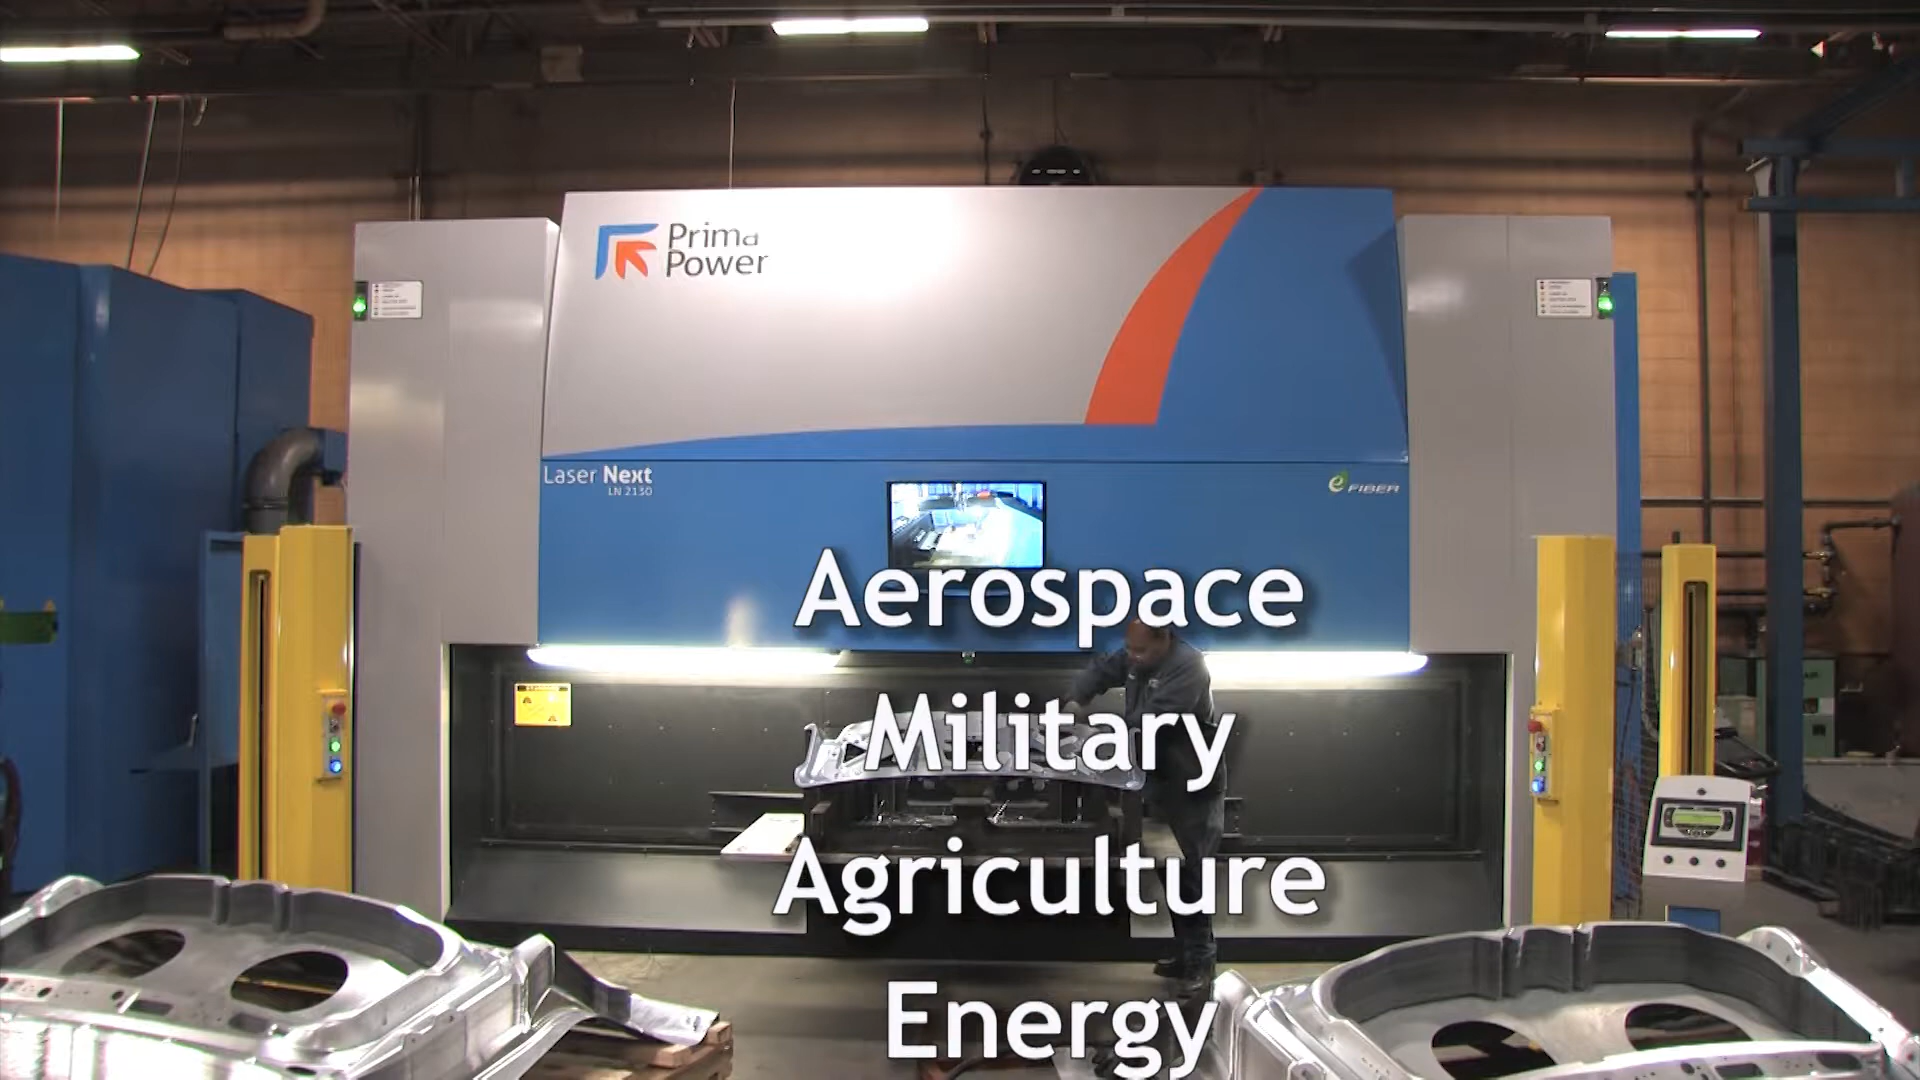 Prima
Power
Laser Next
LN 2130
e FIBER
Aerospace
Military
Agriculture
Energy